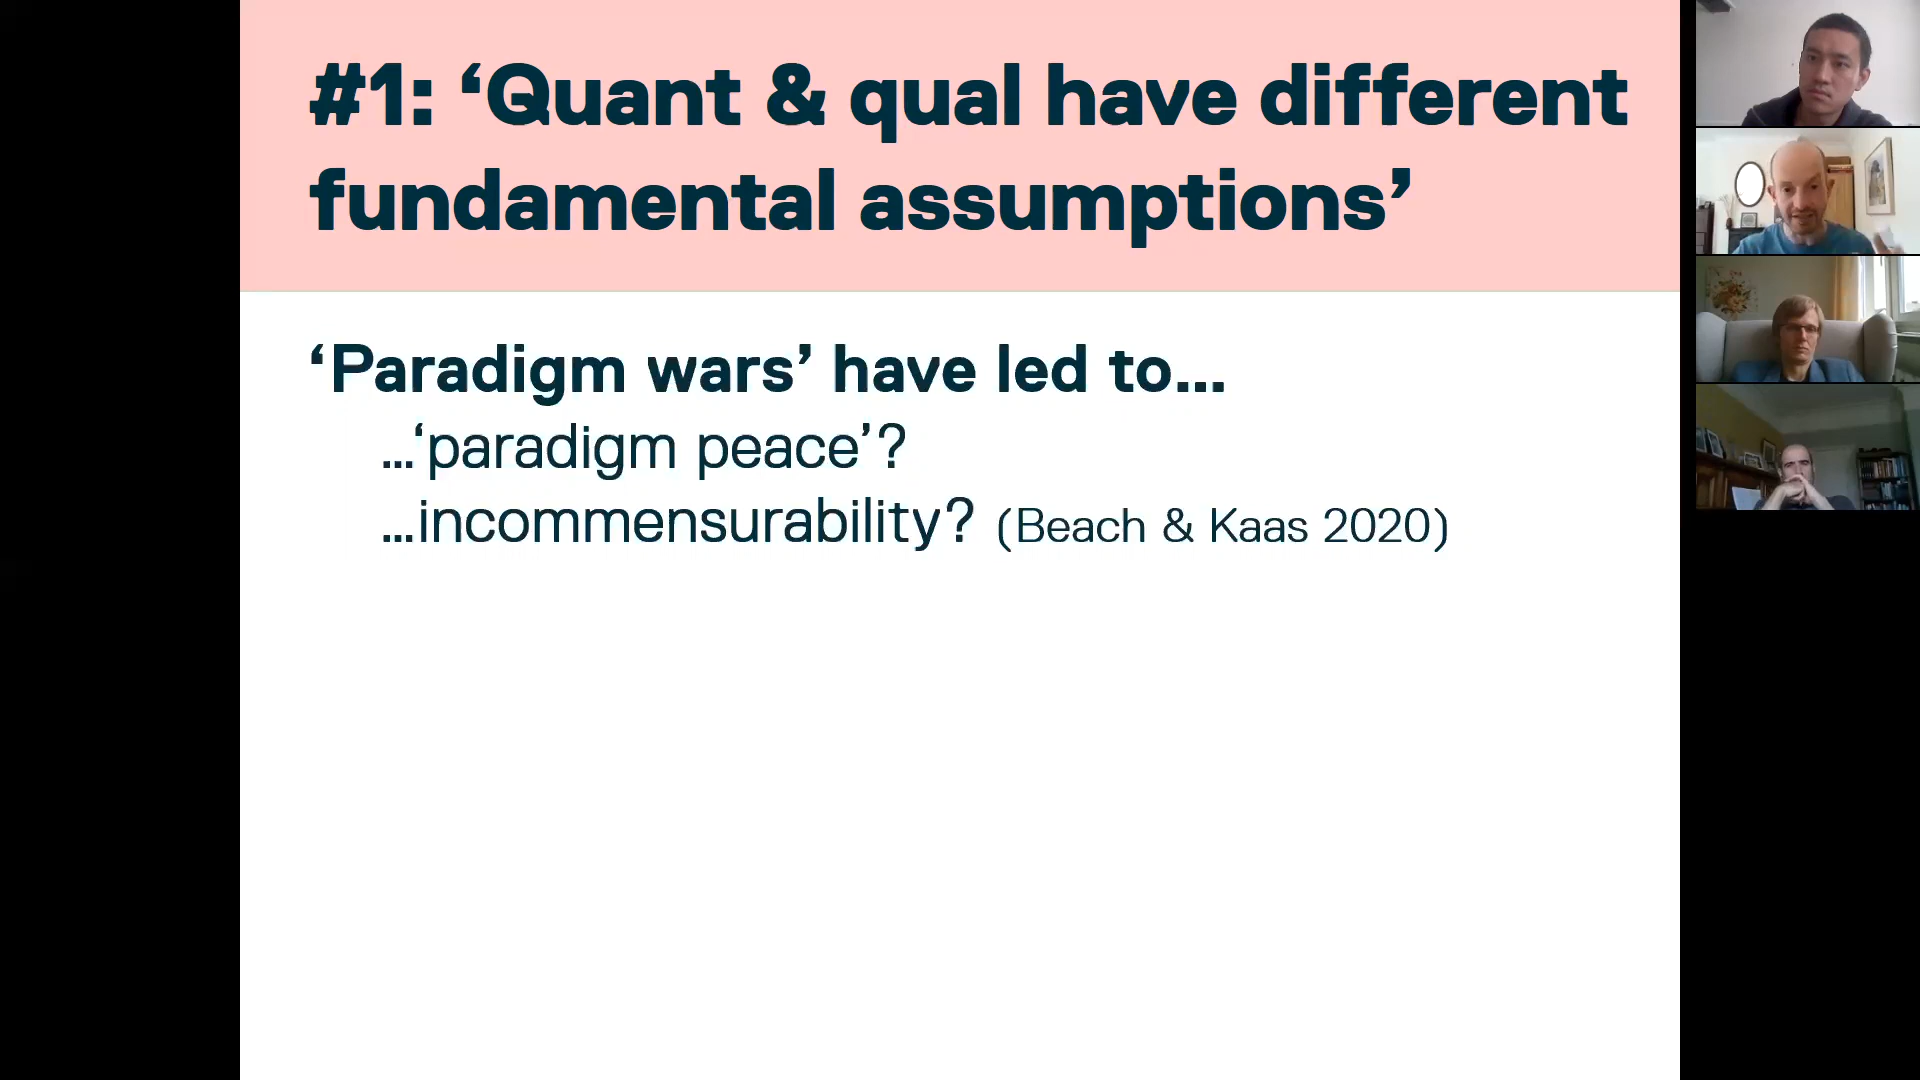 #1: ‘Quant & qual have different
fundamental assumptions’
‘Paradigm wars’ have led to...
...‘paradigm peace’?
...incommensurability? (Beach & Kaas 2020)